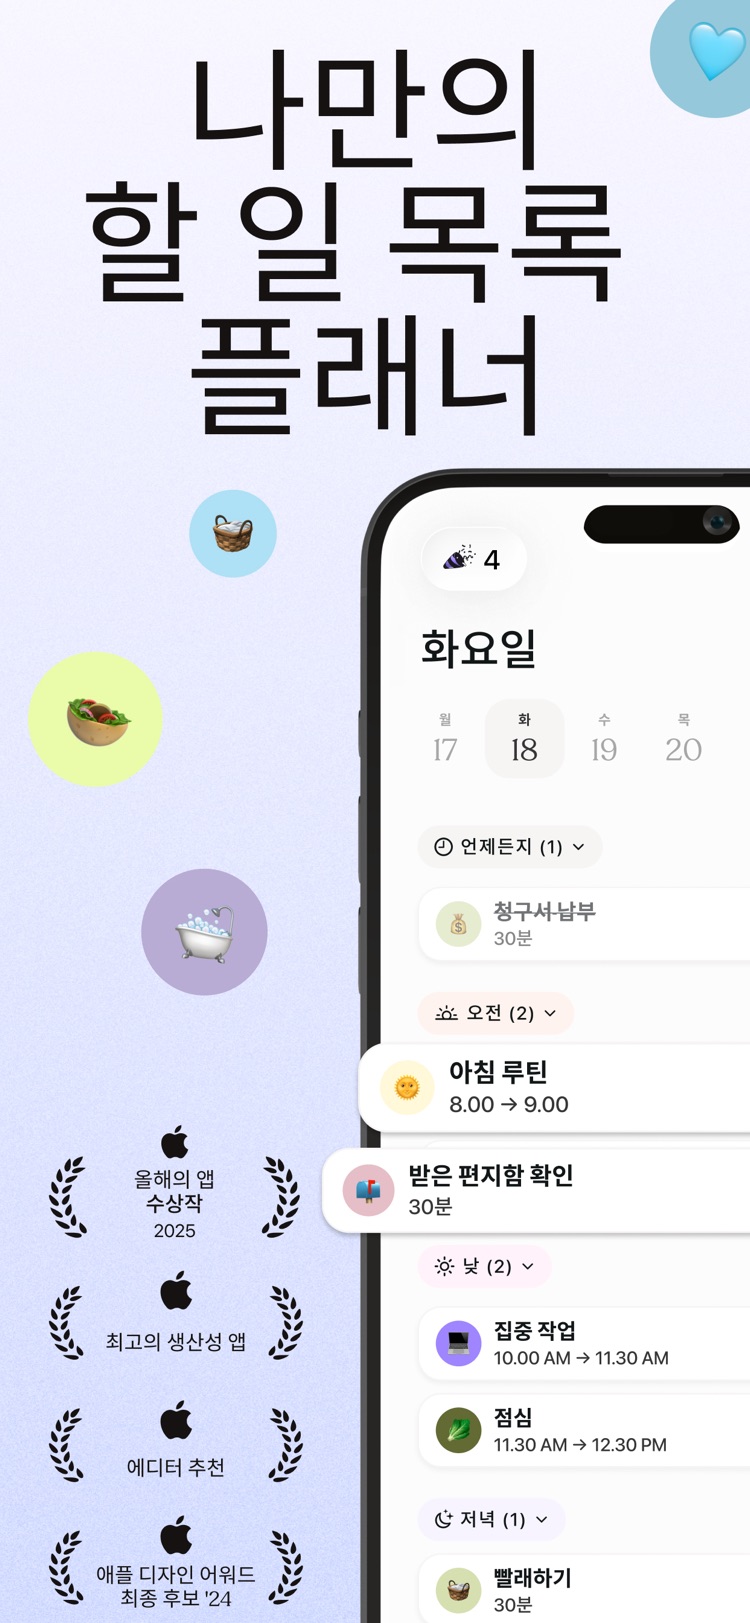 나만의
할 일 목록
플래너
4
화요일
월 화 수 목
17 18 19 20
언제든지 (1)
청구서 납부
30분
오전 (2)
아침 루틴
8.00 → 9.00
받은 편지함 확인
30분
낮 (2)
집중 작업
10.00 AM → 11.30 AM
점심
11.30 AM → 12.30 PM
저녁 (1)
빨래하기
30분
올해의 앱
수상작
2025
최고의 생산성 앱
에디터 추천
애플 디자인 어워드
최종 후보 '24